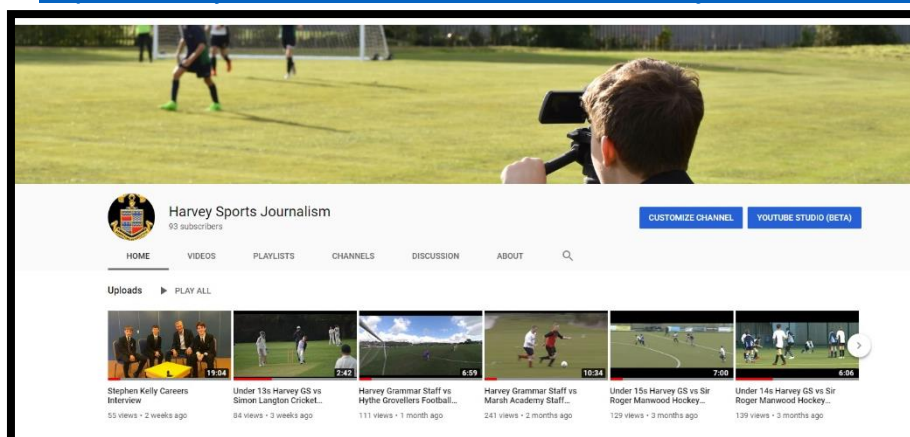 Harvey Sports Journalism
93 subscribers
CUSTOMIZE CHANNEL
YOUTUBE STUDIO (BETA)
HOME VIDEOS PLAYLISTS CHANNELS DISCUSSION ABOUT
Uploads PLAY ALL
19:04 2:42 6:59 10:34 7:00 6:06
Stephen Kelly Careers
Interview
55 views • 2 weeks ago
Under 13s Harvey GS vs
Simon Langton Cricket...
84 views • 3 weeks ago
Harvey Grammar Staff vs
Hythe Grovellers Football...
111 views • 1 month ago
Harvey Grammar Staff vs
Marsh Academy Staff...
241 views • 2 months ago
Under 15s Harvey GS vs Sir
Roger Manwood Hockey...
129 views • 3 months ago
Under 14s Harvey GS vs Sir
Roger Manwood Hockey...
139 views • 3 months ago